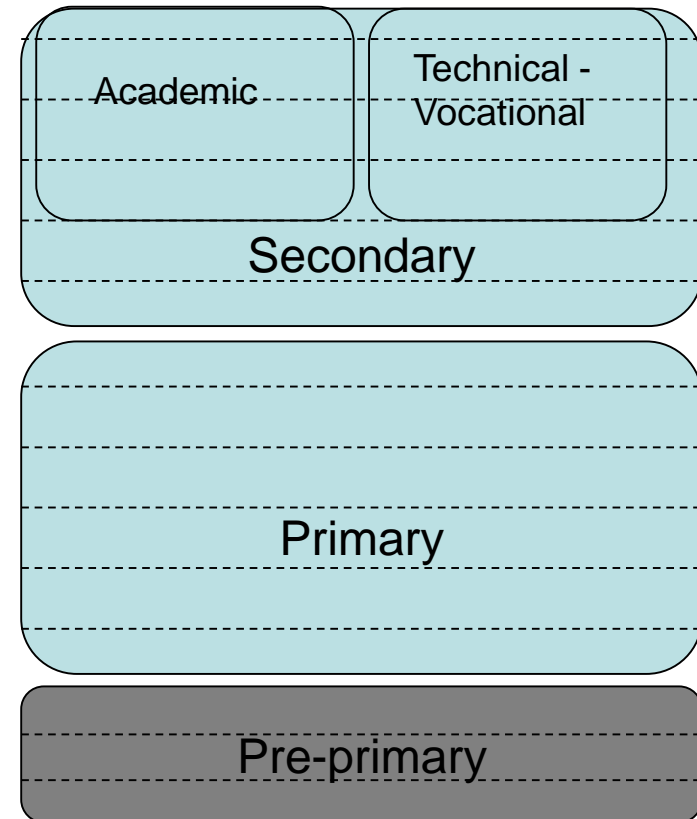 Academic
Technical -
Vocational
Secondary
Primary
Pre-primary